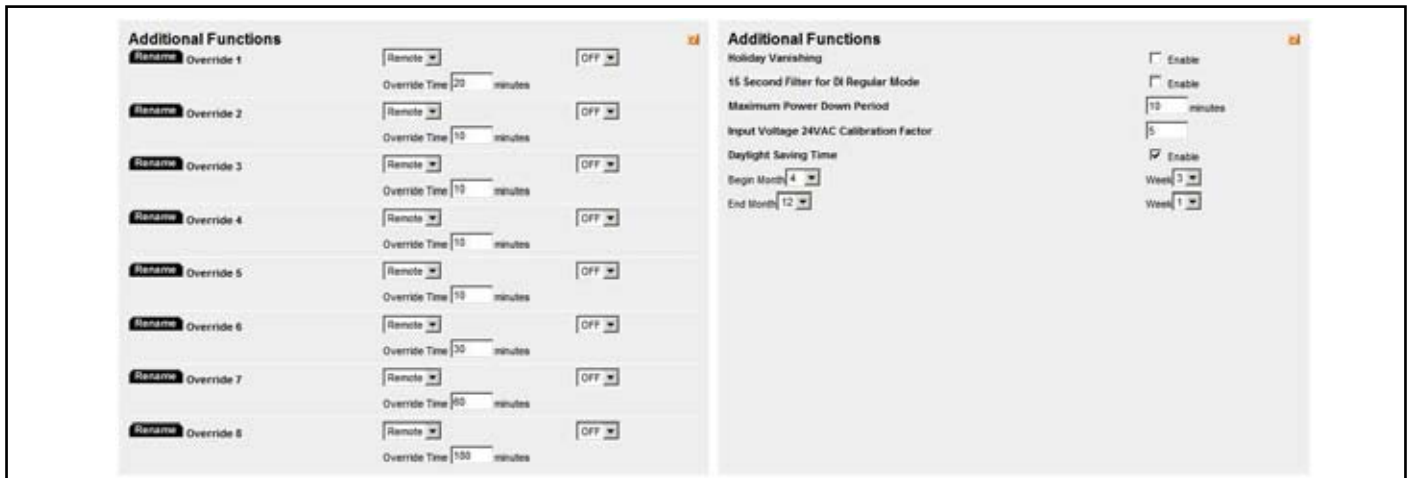 Additional Functions
Rename Override 1 Remote OFF
Override Time 20 minutes
Rename Override 2 Remote OFF
Override Time 10 minutes
Rename Override 3 Remote OFF
Override Time 10 minutes
Rename Override 4 Remote OFF
Override Time 10 minutes
Rename Override 5 Remote OFF
Override Time 10 minutes
Rename Override 6 Remote OFF
Override Time 30 minutes
Rename Override 7 Remote OFF
Override Time 60 minutes
Rename Override 8 Remote OFF
Override Time 100 minutes
Additional Functions
Holiday Vanishing Enable
15 Second Filter for DI Regular Mode Enable
Maximum Power Down Period 10 minutes
Input Voltage 24VAC Calibration Factor 5
Daylight Saving Time Enable
Begin Month 4 Week 3
End Month 12 Week 1